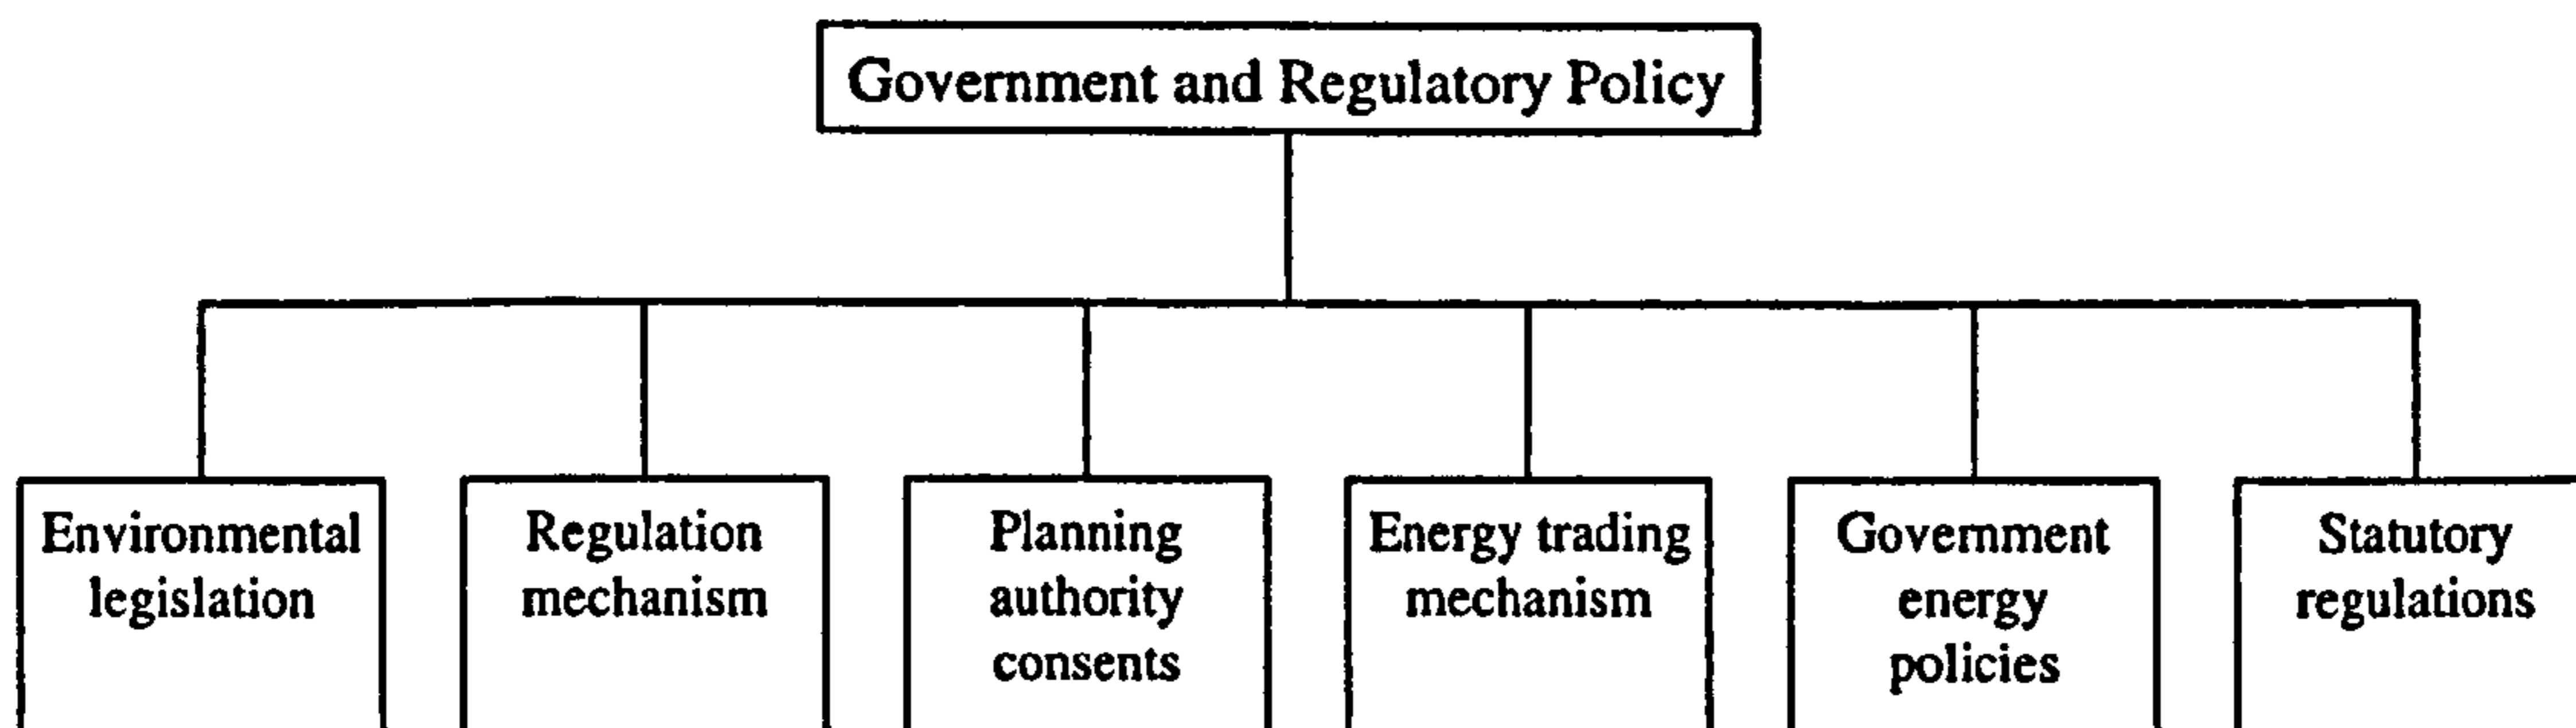 Government and Regulatory Policy
Environmental
legislation
Regulation
mechanism
Planning
authority
consents
Energy trading
mechanism
Government
energy
policies
Statutory
regulations